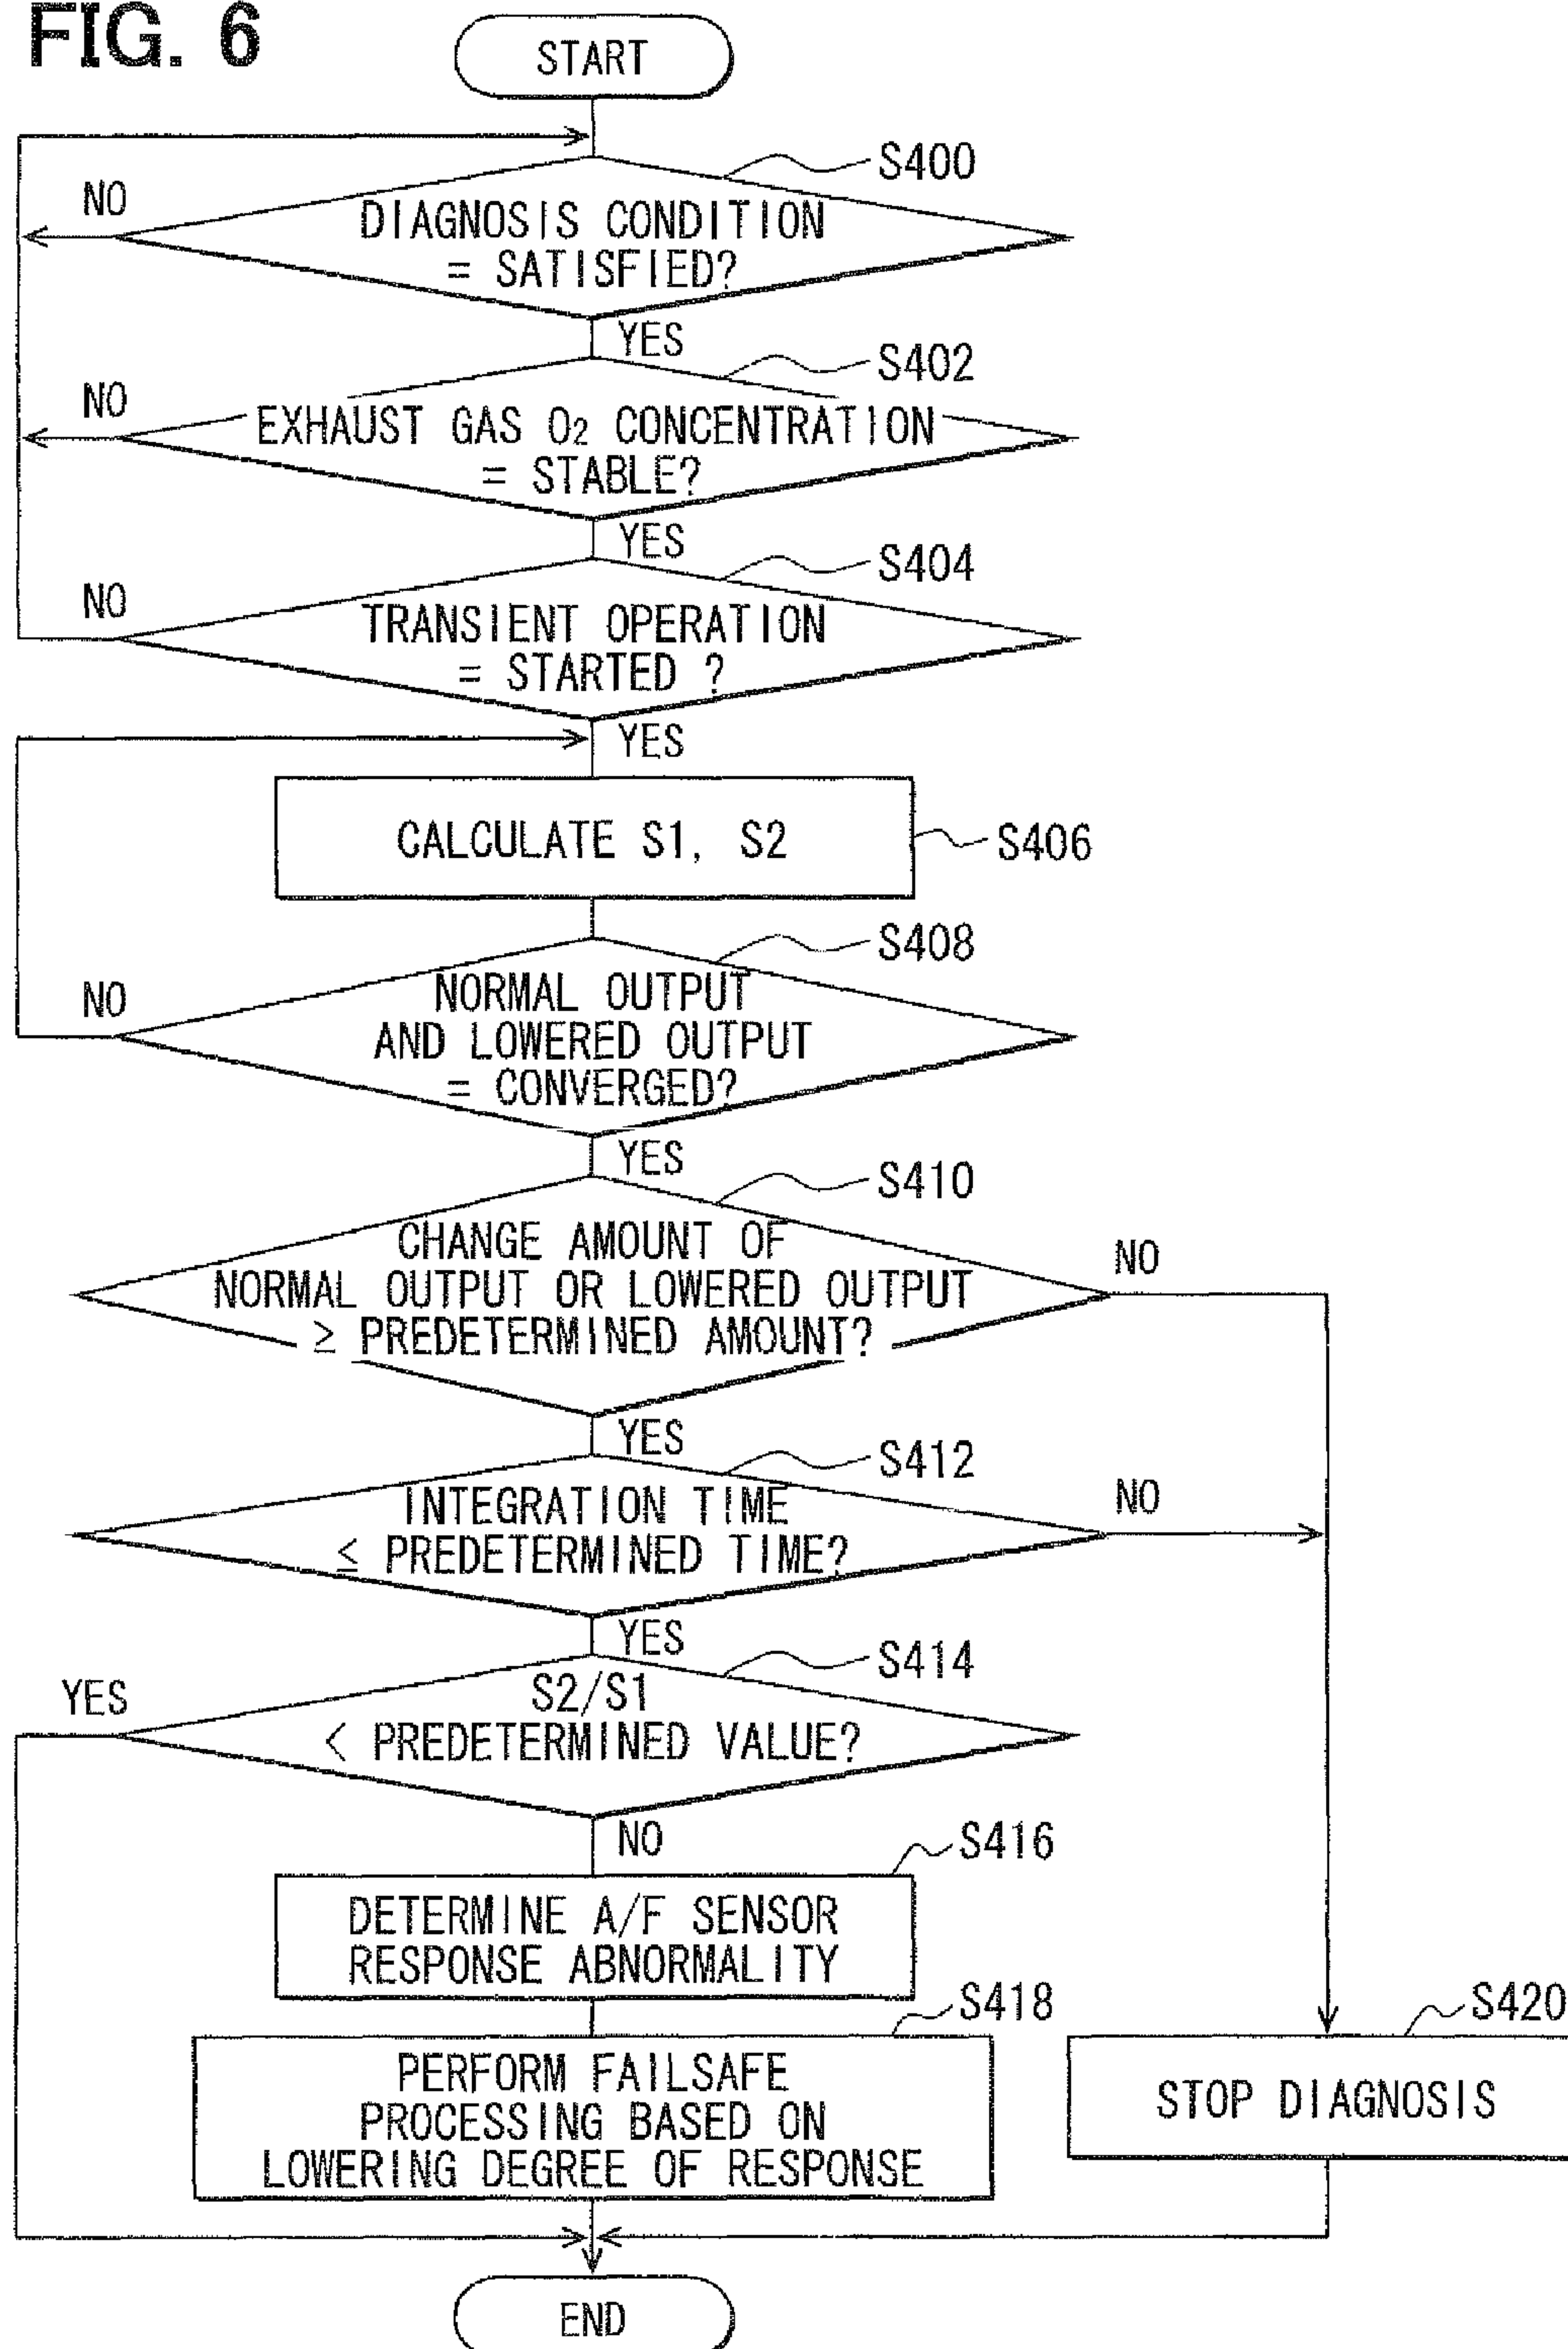 FIG. 6
START
S400
NO
DIAGNOSIS CONDITION
= SATISFIED?
YES
S402
NO
EXHAUST GAS O2 CONCENTRATION
= STABLE?
YES
S404
NO
TRANSIENT OPERATION
= STARTED ?
YES
CALCULATE S1, S2
S406
S408
NO
NORMAL OUTPUT
AND LOWERED OUTPUT
= CONVERGED?
YES
S410
CHANGE AMOUNT OF
NORMAL OUTPUT OR LOWERED OUTPUT
≥ PREDETERMINED AMOUNT?
NO
YES
S412
INTEGRATION TIME
≤ PREDETERMINED TIME?
NO
YES
S414
YES
S2/S1
< PREDETERMINED VALUE?
NO
S416
DETERMINE A/F SENSOR
RESPONSE ABNORMALITY
S418
PERFORM FAILSAFE
PROCESSING BASED ON
LOWERING DEGREE OF RESPONSE
S420
STOP DIAGNOSIS
END